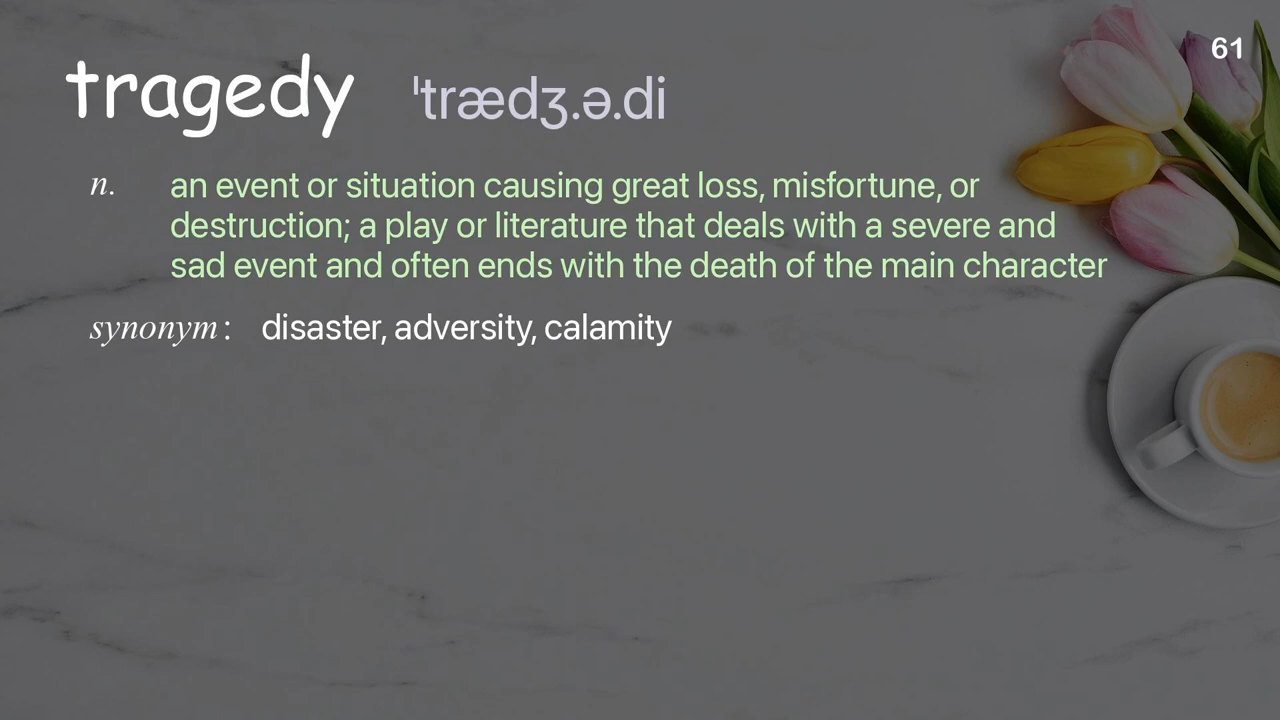 61
tragedy ˈtrædʒ.ə.di
n. an event or situation causing great loss, misfortune, or
destruction; a play or literature that deals with a severe and
sad event and often ends with the death of the main character
synonym: disaster, adversity, calamity